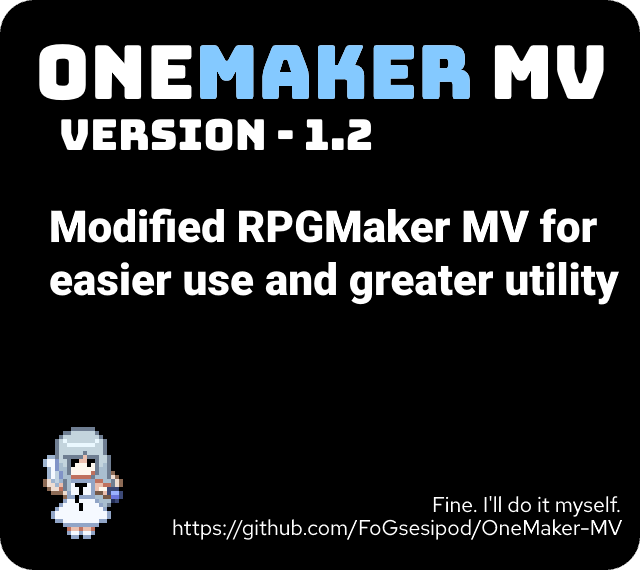 ONEMAKER MV
VERSION - 1.2
Modified RPGMaker MV for
easier use and greater utility
Fine. I'll do it myself.
https://github.com/FoGsesipod/OneMaker-MV